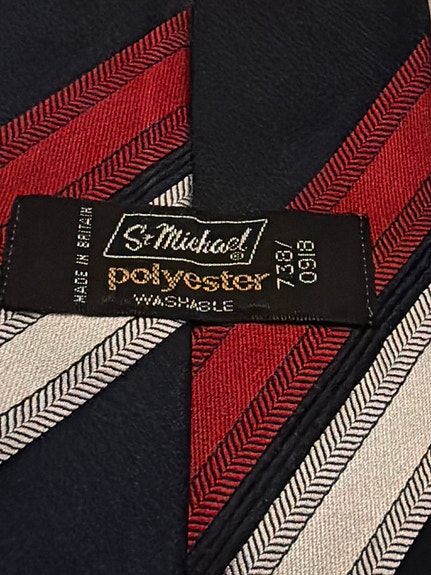 MADE IN BRITAIN
St Michael®
polyester
WASHABLE
738/
0918